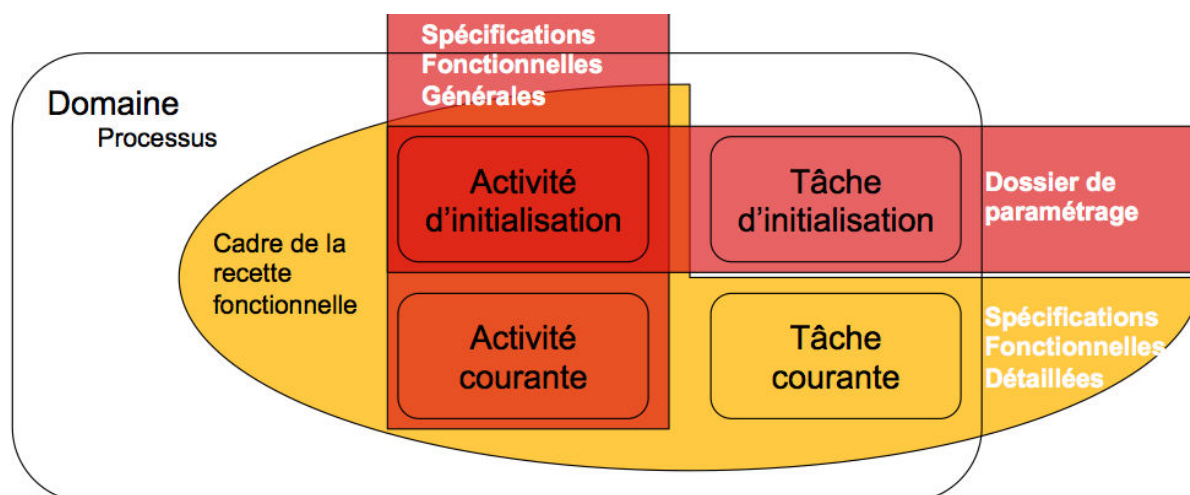 Spécifications
Fonctionnelles
Générales
Domaine
Processus
Activité
d'initialisation
Tâche
d'initialisation
Dossier de
paramétrage
Cadre de la
recette
fonctionnelle
Activité
courante
Tâche
courante
Spécifications
Fonctionnelles
Détaillées